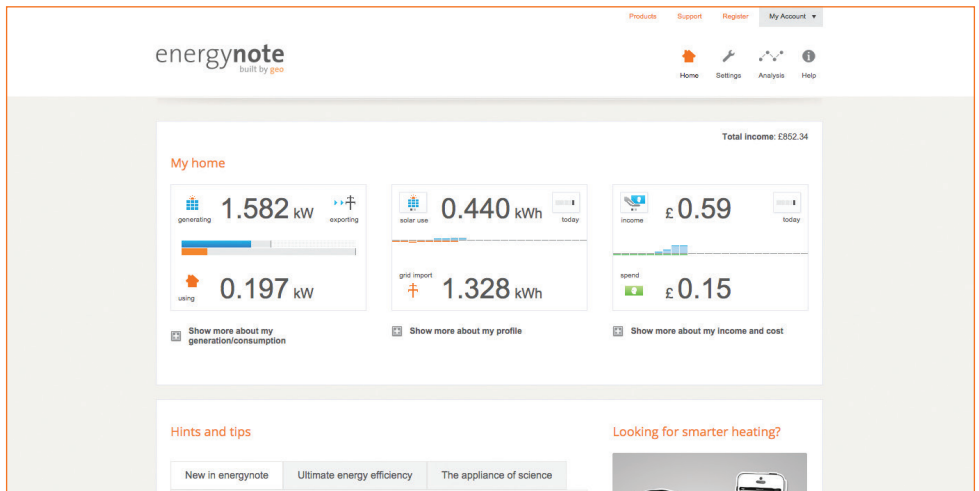 Products Support Register My Account
energynote
built by geo
Home Settings Analysis Help
Total income: £852.34
My home
generating 1.582 kW exporting
using 0.197 kW
solar use 0.440 kWh today
grid import 1.328 kWh
income £ 0.59 today
spend £ 0.15
Show more about my
generation/consumption
Show more about my profile
Show more about my income and cost
Hints and tips
Looking for smarter heating?
New in energynote Ultimate energy efficiency The appliance of science